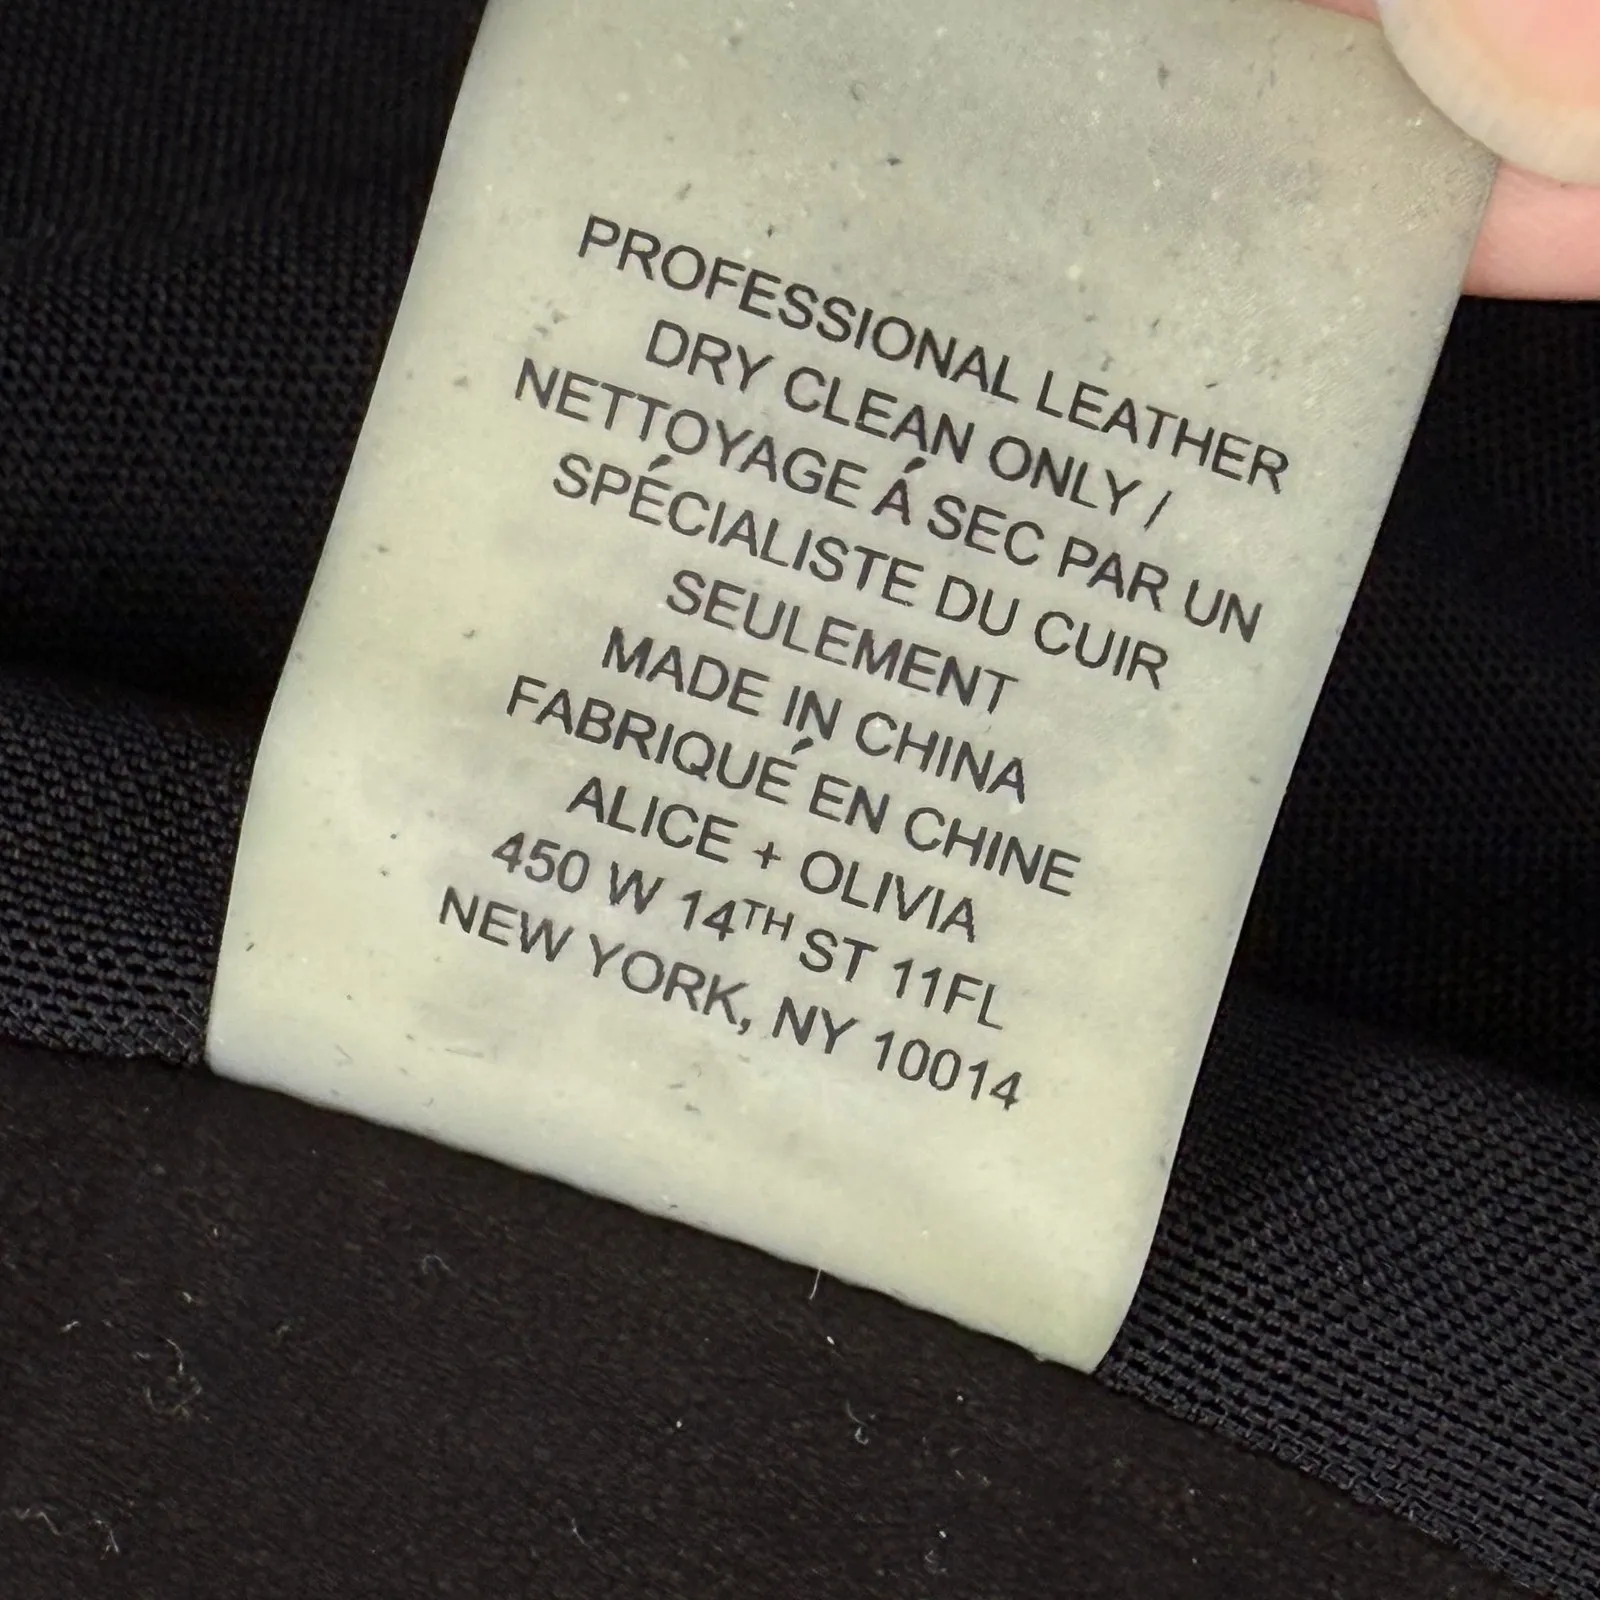 PROFESSIONAL LEATHER
DRY CLEAN ONLY /
NETTOYAGE Á SEC PAR UN
SPÉCIALISTE DU CUIR
SEULEMENT
MADE IN CHINA
FABRIQUÉ EN CHINE
ALICE + OLIVIA
450 W 14TH ST 11FL
NEW YORK, NY 10014